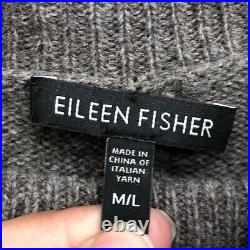 EILEEN FISHER
MADE IN
CHINA OF
ITALIAN
YARN
M/L